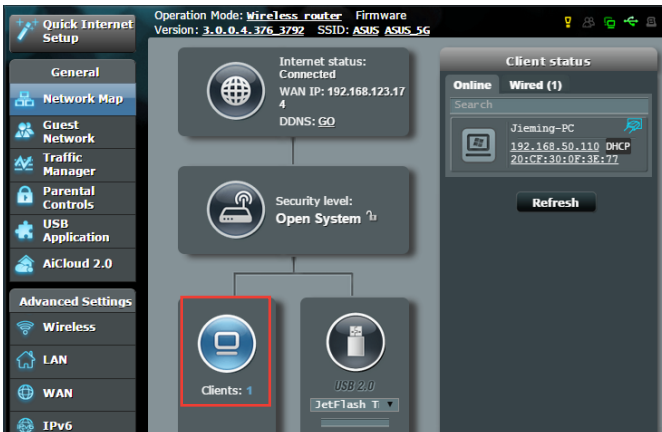 Quick Internet
Setup
Operation Mode: Wireless router Firmware
Version: 3.0.0.4.376_3792 SSID: ASUS ASUS_5G
General
Network Map
Guest
Network
Traffic
Manager
Parental
Controls
USB
Application
AiCloud 2.0
Advanced Settings
Wireless
LAN
WAN
IPv6
Internet status:
Connected
WAN IP: 192.168.123.17
4
DDNS: GO
Security level:
Open System
Clients: 1
USB 2.0
JetFlash T
Client status
Online Wired (1)
Search
Jieming-PC
192.168.50.110 DHCP
20:CF:30:0F:3E:77
Refresh